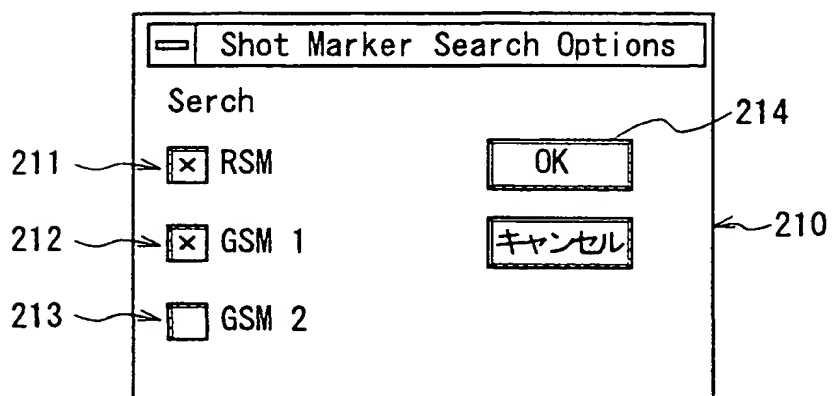 Shot Marker Search Options
Serch
214
211
RSM
OK
212
GSM 1
キャンセル
210
213
GSM 2